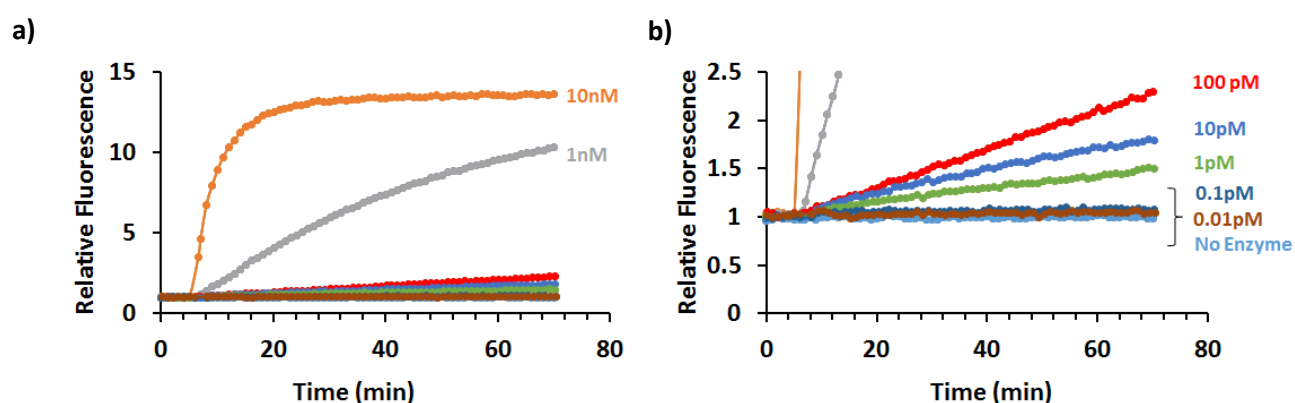 a)
Relative Fluorescence
15
10
5
0
0 20 40 60 80
Time (min)
10nM
1nM
b)
Relative Fluorescence
2.5
2
1.5
1
0.5
0 20 40 60 80
Time (min)
100 pM
10pM
1pM
0.1pM
0.01pM
No Enzyme